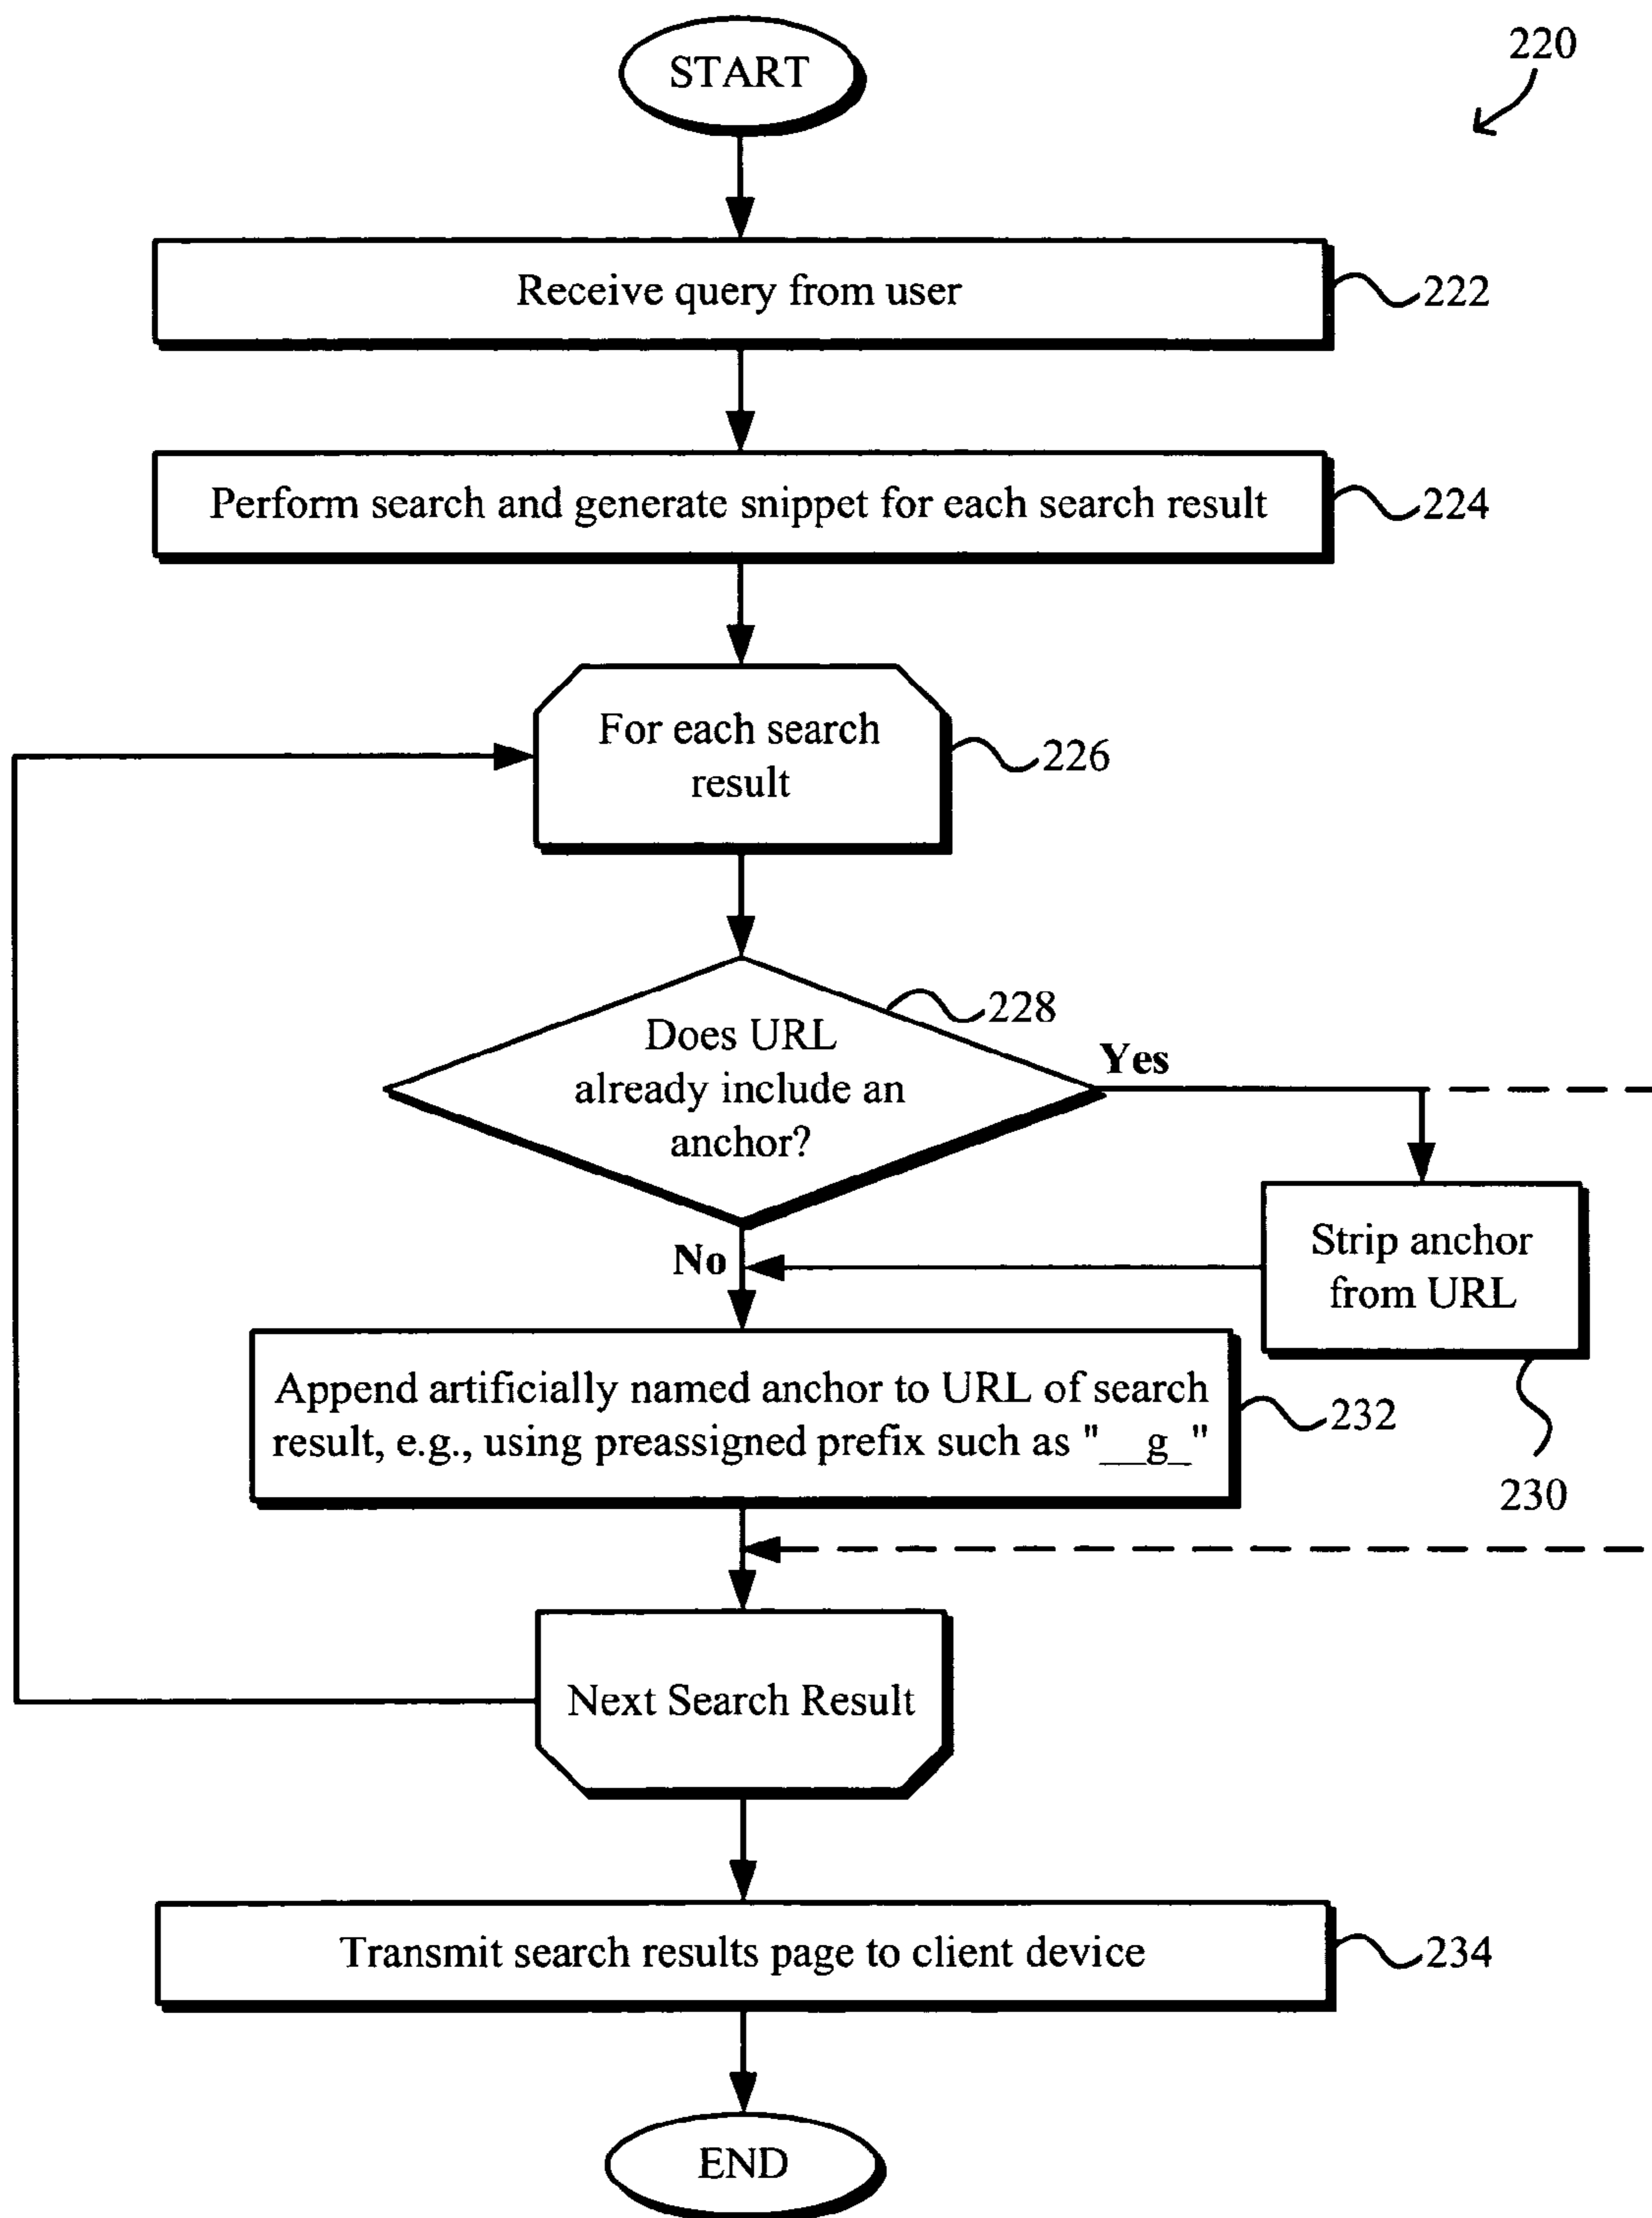 START
220
Receive query from user
222
Perform search and generate snippet for each search result
224
For each search
result
226
Does URL
already include an
anchor?
228
Yes
No
Strip anchor
from URL
230
Append artificially named anchor to URL of search
result, e.g., using preassigned prefix such as "__g_"
232
Next Search Result
Transmit search results page to client device
234
END